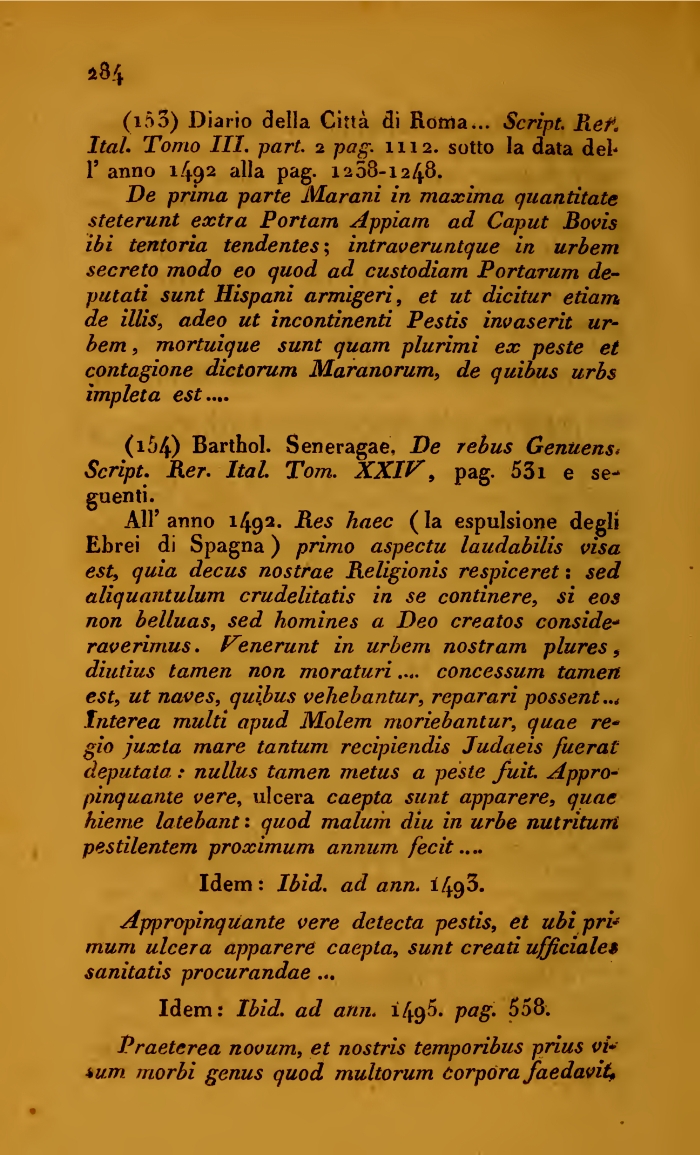 284
(153) Diario della Città di Roma... Script. Rer.
Ital. Tomo III. part. 2 pag. 1112. sotto la data del-
l' anno 1492 alla pag. 1238-1248.
De prima parte Marani in maxima quantitate
steterunt extra Portam Appiam ad Caput Bovis
ibi tentoria tendentes; intraveruntque in urbem
secreto modo eo quod ad custodiam Portarum de-
putati sunt Hispani armigeri, et ut dicitur etiam
de illis, adeo ut incontinenti Pestis invaserit ur-
bem, mortuique sunt quam plurimi ex peste et
contagione dictorum Maranorum, de quibus urbs
impleta est....
(154) Barthol. Seneragae, De rebus Genuens.
Script. Rer. Ital. Tom. XXIV, pag. 531 e se-
guenti.
All' anno 1492. Res haec (la espulsione degli
Ebrei di Spagna) primo aspectu laudabilis visa
est, quia decus nostrae Religionis respiceret: sed
aliquantulum crudelitatis in se continere, si eos
non belluas, sed homines a Deo creatos conside-
raverimus. Venerunt in urbem nostram plures,
diutius tamen non moraturi.... concessum tamen
est, ut naves, quibus vehebantur, reparari possent...
Interea multi apud Molem moriebantur, quae re-
gio juxta mare tantum recipiendis Judaeis fuerat
deputata: nullus tamen metus a peste fuit. Appro-
pinquante vere, ulcera caepta sunt apparere, quae
hieme latebant: quod malum diu in urbe nutritum
pestilentem proximum annum fecit....
Idem: Ibid. ad ann. 1493.
Appropinquante vere detecta pestis, et ubi pri-
mum ulcera apparere caepta, sunt creati ufficiales
sanitatis procurandae...
Idem: Ibid. ad ann. 1495. pag. 558.
Praeterea novum, et nostris temporibus prius vi-
sum morbi genus quod multorum corpora faedavit,